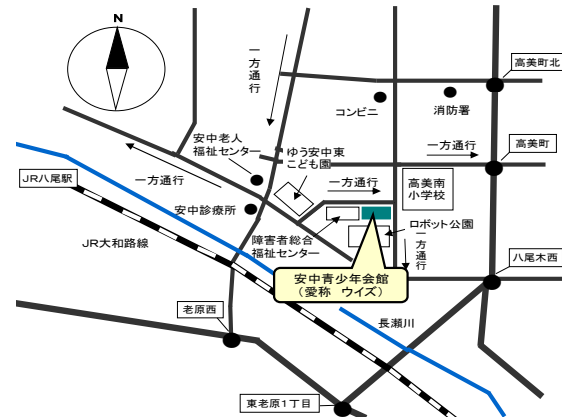 N
一方通行
高美町北
コンビニ
消防署
安中老人
福祉センター
ゆう安中東
こども園
一方通行
高美町
JR八尾駅
一方通行
一方通行
高美南
小学校
安中診療所
障害者総合
福祉センター
ロボット公園
一方通行
JR大和路線
安中青少年会館
（愛称　ウイズ）
八尾木西
老原西
長瀬川
東老原1丁目